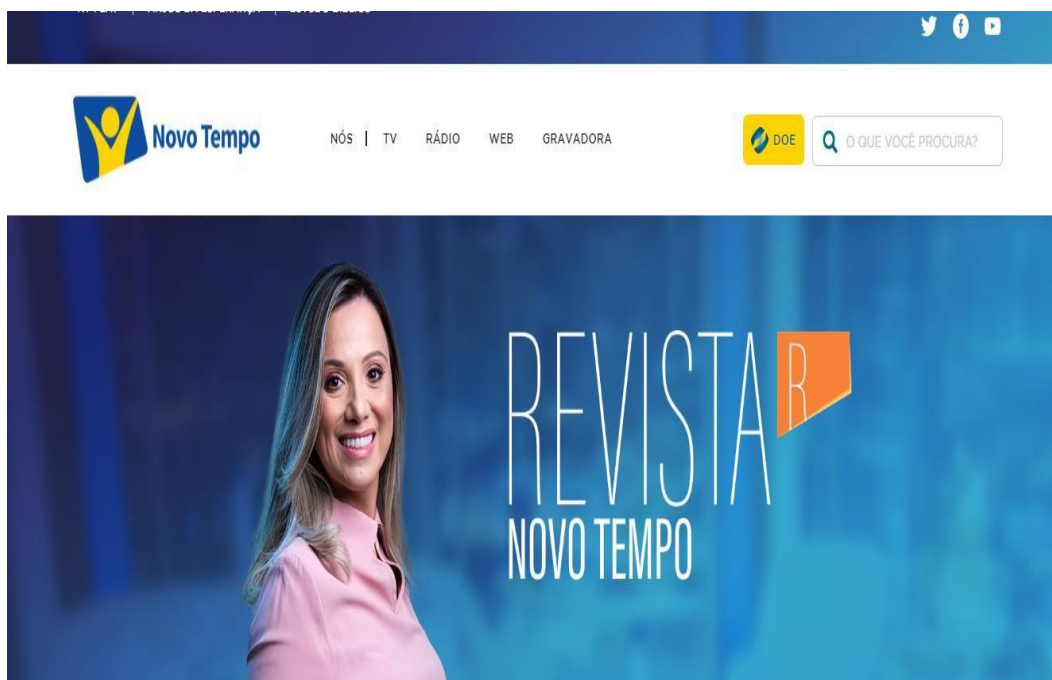 Novo Tempo
NÓS | TV RÁDIO WEB GRAVADORA
DOE
O QUE VOCÊ PROCURA?
REVISTA R
NOVO TEMPO